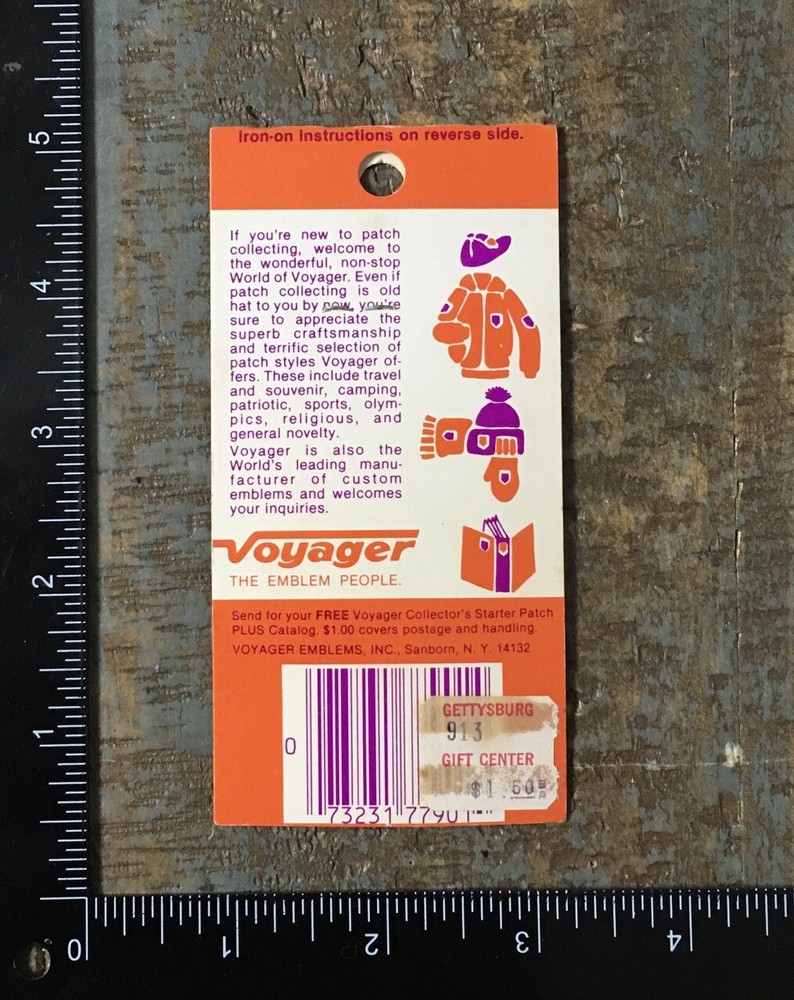 Iron-on instructions on reverse side.
If you're new to patch
collecting, welcome to
the wonderful, non-stop
World of Voyager. Even if
patch collecting is old
hat to you by now, you're
sure to appreciate the
superb craftsmanship
and terrific selection of
patch styles Voyager of-
fers. These include travel
and souvenir, camping,
patriotic, sports, olym-
pics, religious, and
general novelty.
Voyager is also the
World's leading manu-
facturer of custom
emblems and welcomes
your inquiries.
Voyager
THE EMBLEM PEOPLE.
Send for your FREE Voyager Collector's Starter Patch
PLUS Catalog. $1.00 covers postage and handling.
VOYAGER EMBLEMS, INC., Sanborn, N. Y. 14132
GETTYSBURG
913
GIFT CENTER
$1.50
0
73231 77901
5
4
3
2
1
0
1
2
3
4